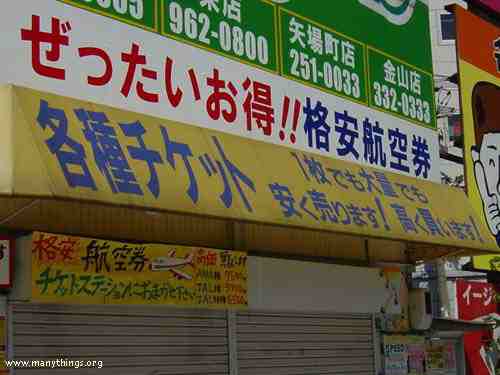 栄店
962-0800
矢場町店
251-0033
金山店
332-0333
ぜったいお得!!格安航空券
各種チケット
1枚でも大量でも
安く売ります!高く買います!
格安航空券
チケットステーションにおまかせ下さい
イージ
www.manythings.org